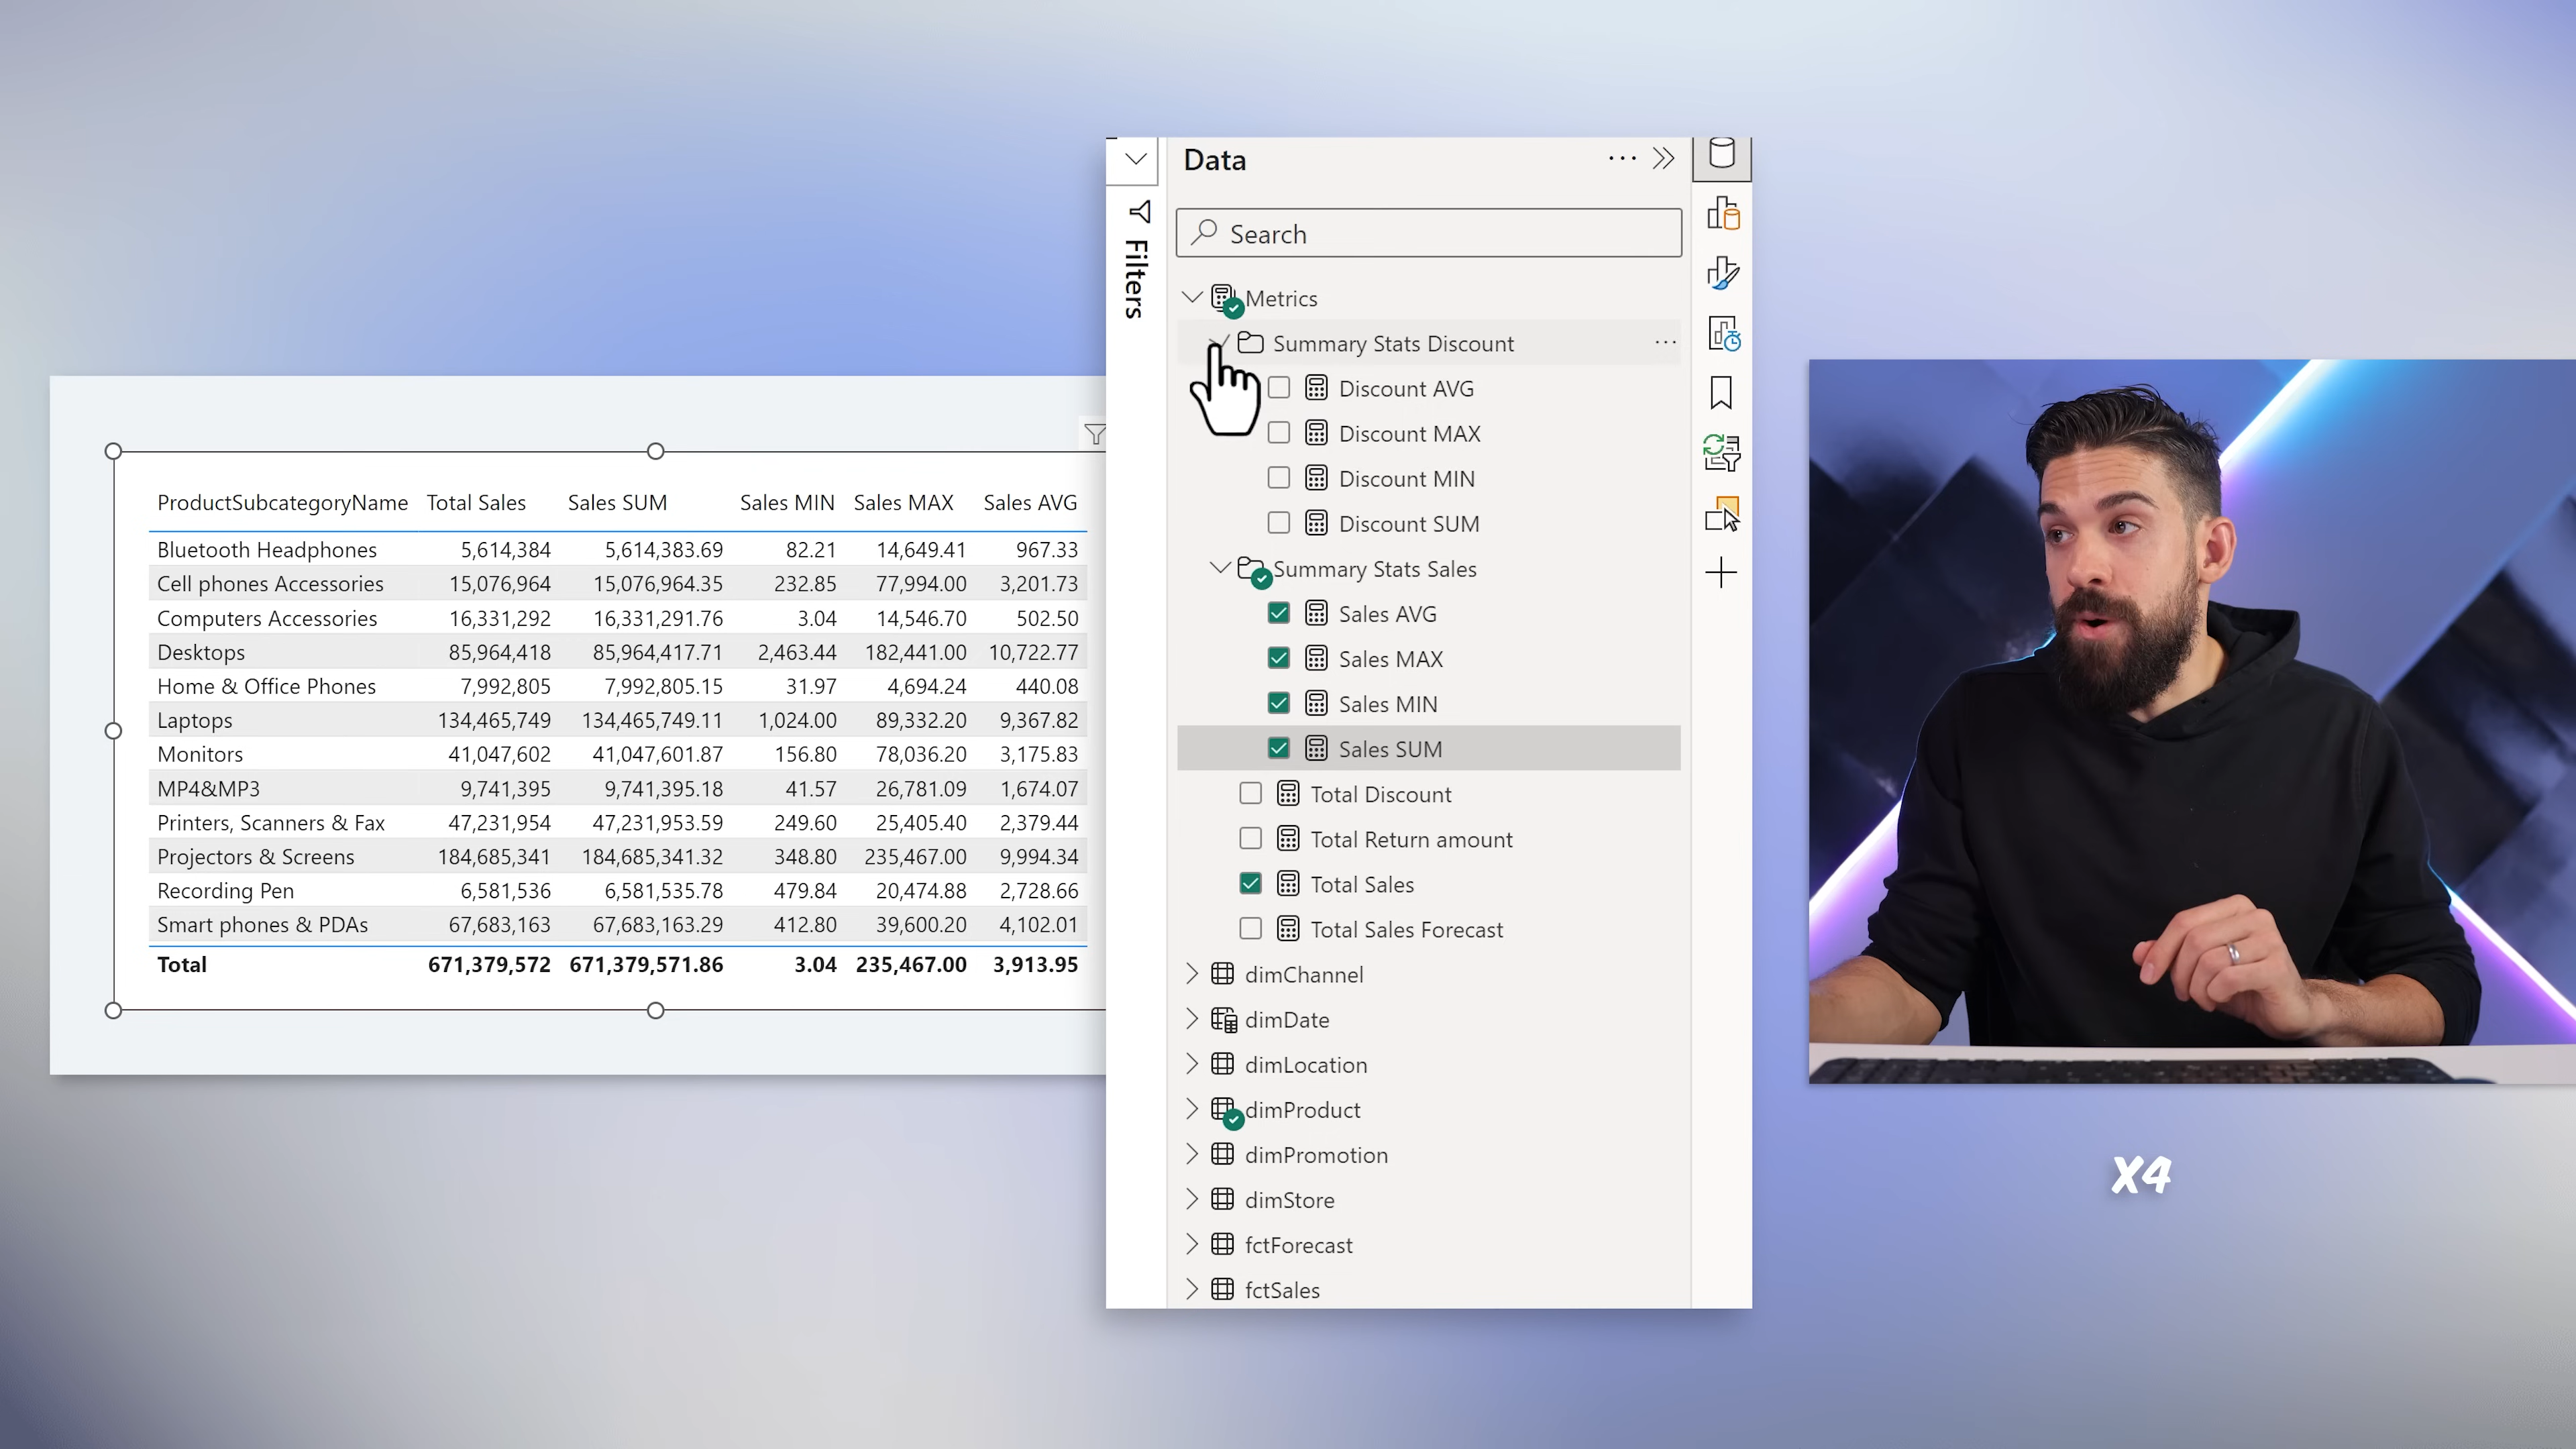 ProductSubcategoryName Total Sales Sales SUM Sales MIN Sales MAX Sales AVG
Bluetooth Headphones 5,614,384 5,614,383.69 82.21 14,649.41 967.33
Cell phones Accessories 15,076,964 15,076,964.35 232.85 77,994.00 3,201.73
Computers Accessories 16,331,292 16,331,291.76 3.04 14,546.70 502.50
Desktops 85,964,418 85,964,417.71 2,463.44 182,441.00 10,722.77
Home & Office Phones 7,992,805 7,992,805.15 31.97 4,694.24 440.08
Laptops 134,465,749 134,465,749.11 1,024.00 89,332.20 9,367.82
Monitors 41,047,602 41,047,601.87 156.80 78,036.20 3,175.83
MP4&MP3 9,741,395 9,741,395.18 41.57 26,781.09 1,674.07
Printers, Scanners & Fax 47,231,954 47,231,953.59 249.60 25,405.40 2,379.44
Projectors & Screens 184,685,341 184,685,341.32 348.80 235,467.00 9,994.34
Recording Pen 6,581,536 6,581,535.78 479.84 20,474.88 2,728.66
Smart phones & PDAs 67,683,163 67,683,163.29 412.80 39,600.20 4,102.01
Total 671,379,572 671,379,571.86 3.04 235,467.00 3,913.95
Filters
Data
Search
Metrics
Summary Stats Discount
Discount AVG
Discount MAX
Discount MIN
Discount SUM
Summary Stats Sales
Sales AVG
Sales MAX
Sales MIN
Sales SUM
Total Discount
Total Return amount
Total Sales
Total Sales Forecast
dimChannel
dimDate
dimLocation
dimProduct
dimPromotion
dimStore
fctForecast
fctSales
X4